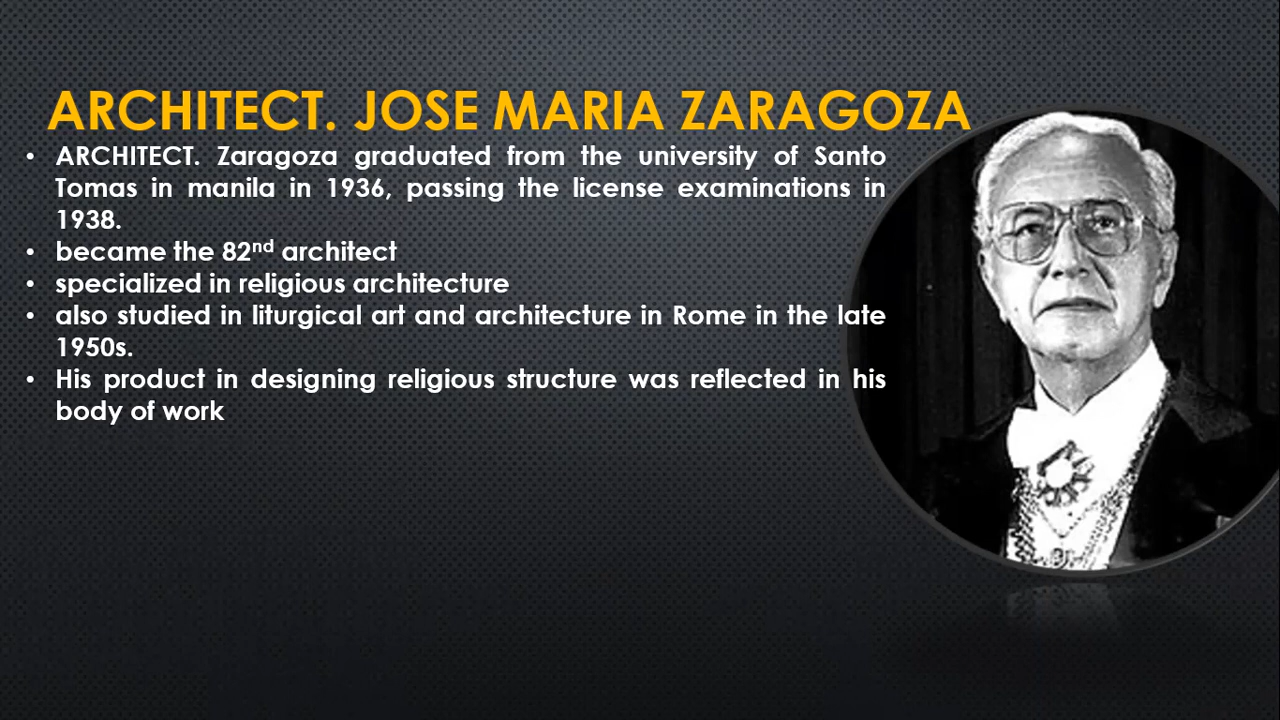 ARCHITECT. JOSE MARIA ZARAGOZA
• ARCHITECT. Zaragoza graduated from the university of Santo
Tomas in manila in 1936, passing the license examinations in
1938.
• became the 82nd architect
• specialized in religious architecture
• also studied in liturgical art and architecture in Rome in the late
1950s.
• His product in designing religious structure was reflected in his
body of work